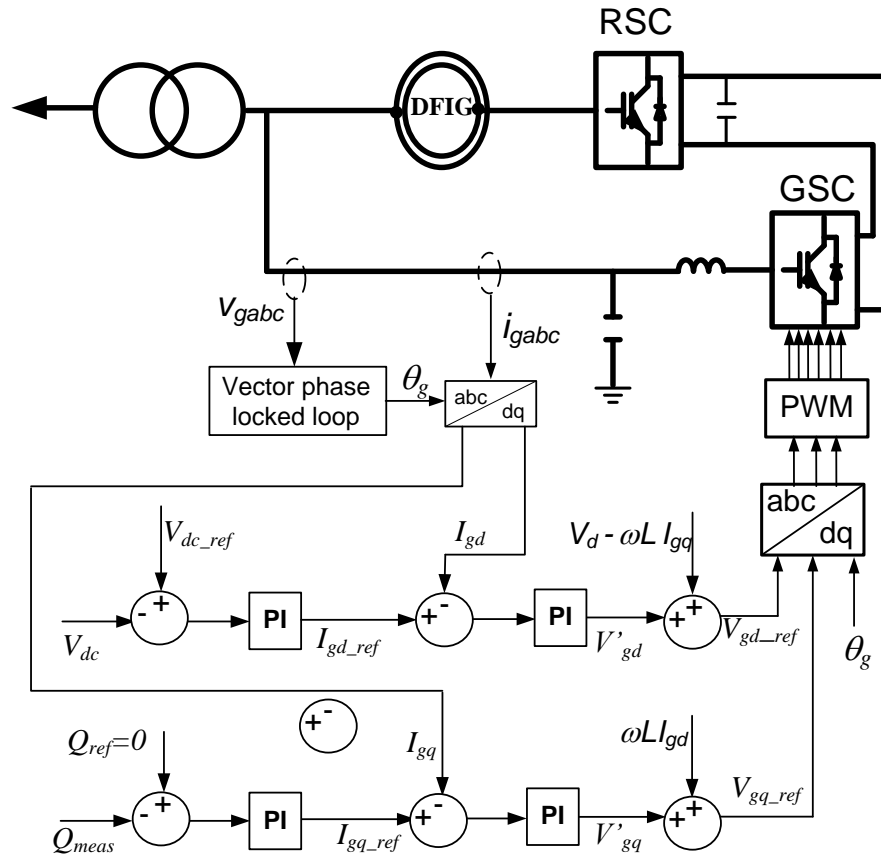 RSC
DFIG
GSC
v_gabc
i_gabc
Vector phase
locked loop
θ_g
abc
dq
PWM
abc
dq
V_dc_ref
I_gd
V_d - ωL I_gq
- +
PI
+ -
PI
+ +
V_dc
I_gd_ref
V'_gd
V_gd_ref
θ_g
+ -
Q_ref=0
I_gq
ωLI_gd
V_gq_ref
- +
PI
+ -
PI
+ +
Q_meas
I_gq_ref
V'_gq